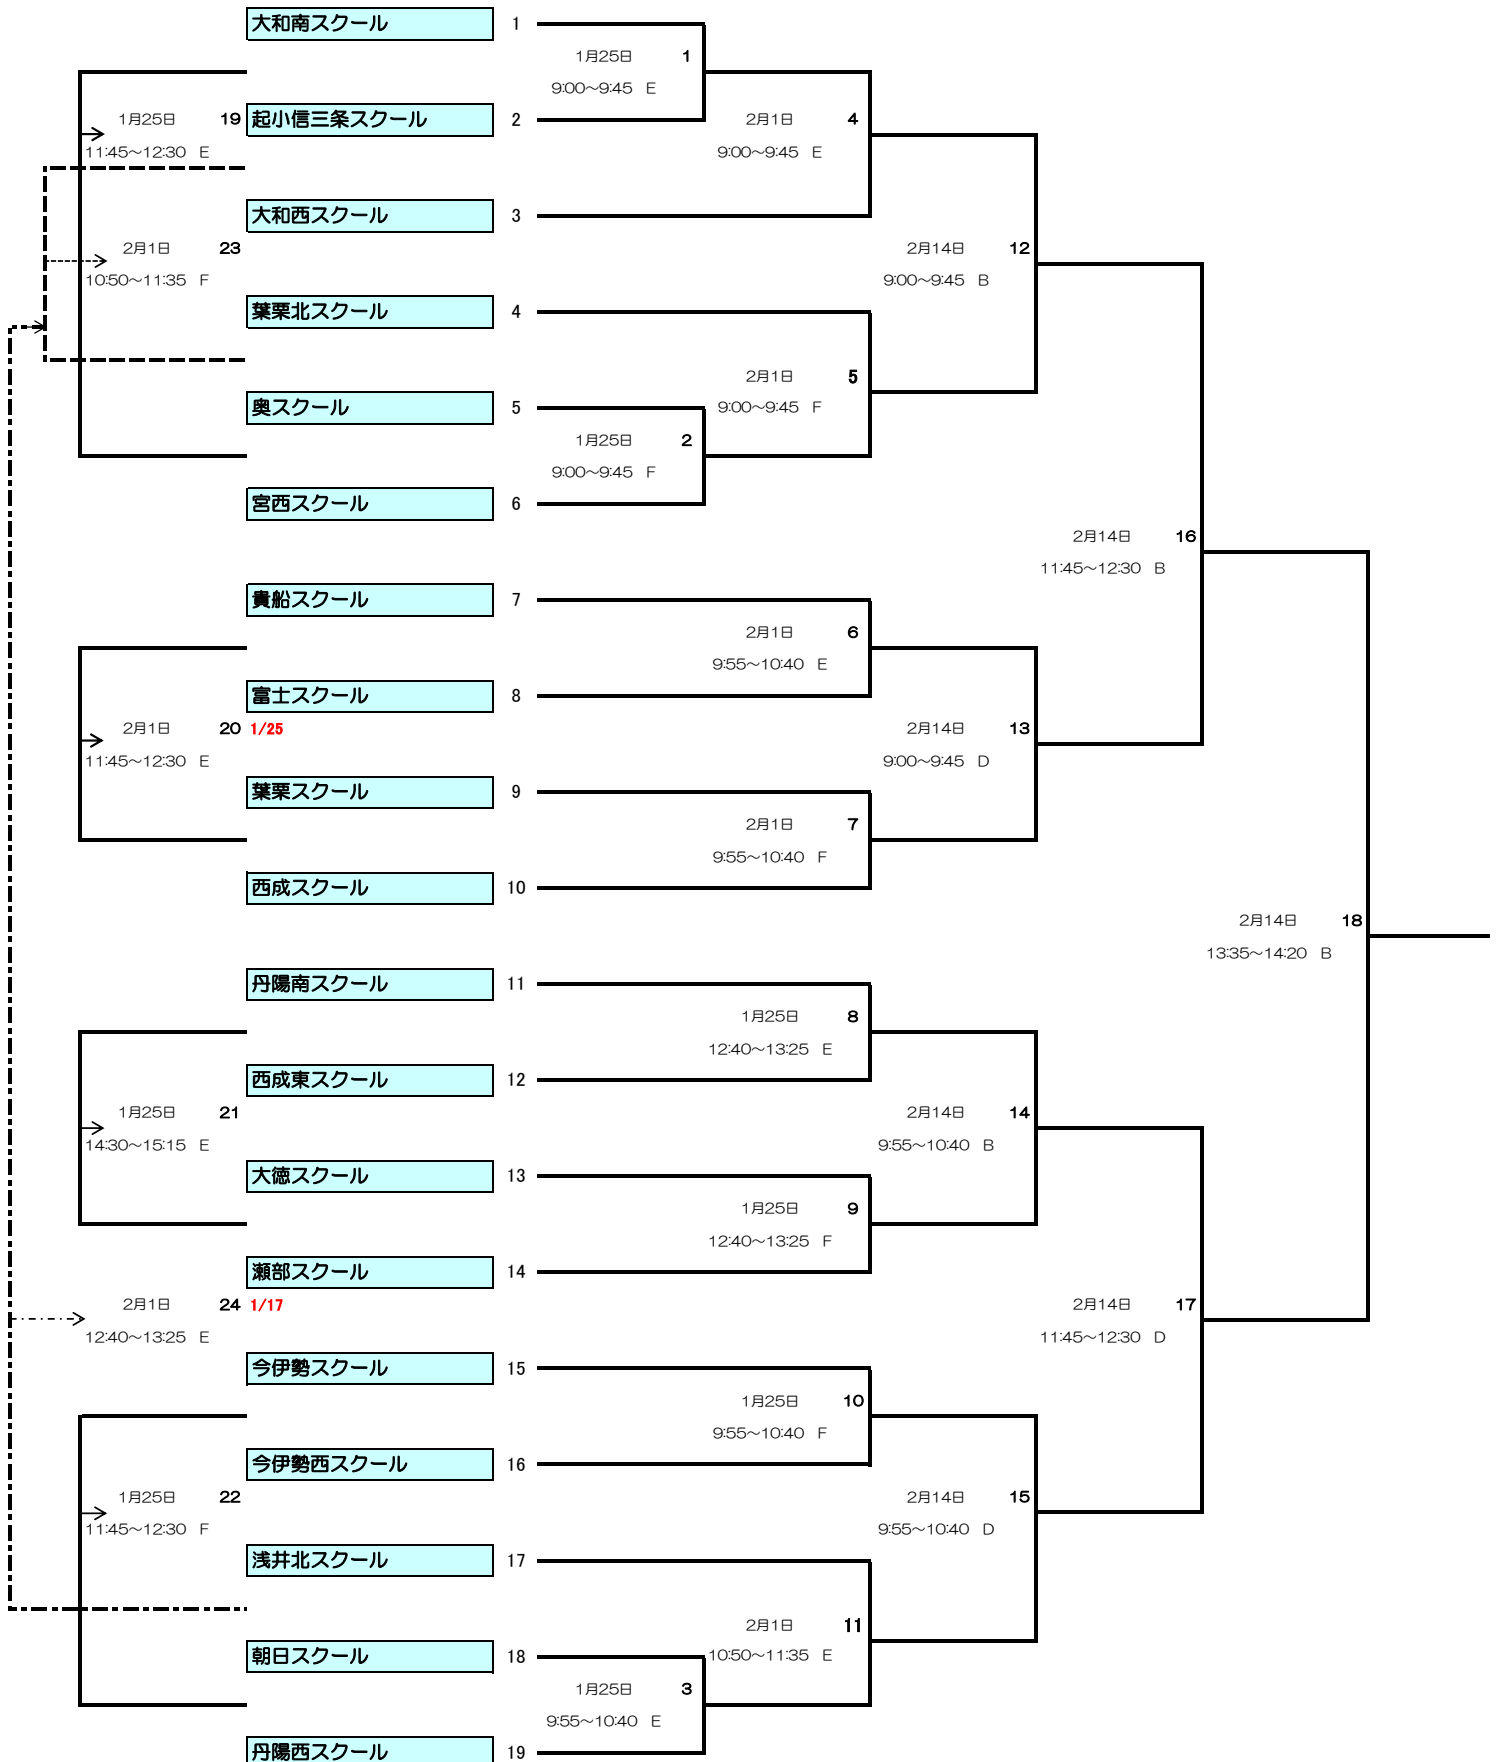 大和南スクール 1
1月25日 1
9:00～9:45 E
1月25日 19 起小信三条スクール 2 2月1日 4
11:45～12:30 E 9:00～9:45 E
大和西スクール 3
2月1日 23 2月14日 12
10:50～11:35 F 9:00～9:45 B
葉栗北スクール 4
2月1日 5
奥スクール 5 9:00～9:45 F
1月25日 2
9:00～9:45 F
宮西スクール 6
2月14日 16
11:45～12:30 B
貴船スクール 7
2月1日 6
9:55～10:40 E
富士スクール 8
2月1日 20 1/25 2月14日 13
11:45～12:30 E 9:00～9:45 D
葉栗スクール 9
2月1日 7
9:55～10:40 F
西成スクール 10
2月14日 18
13:35～14:20 B
丹陽南スクール 11
1月25日 8
12:40～13:25 E
西成東スクール 12
1月25日 21 2月14日 14
14:30～15:15 E 9:55～10:40 B
大徳スクール 13
1月25日 9
12:40～13:25 F
瀬部スクール 14
2月1日 24 1/17 2月14日 17
12:40～13:25 E 11:45～12:30 D
今伊勢スクール 15
1月25日 10
9:55～10:40 F
今伊勢西スクール 16
1月25日 22 2月14日 15
11:45～12:30 F 9:55～10:40 D
浅井北スクール 17
2月1日 11
朝日スクール 18 10:50～11:35 E
1月25日 3
9:55～10:40 E
丹陽西スクール 19